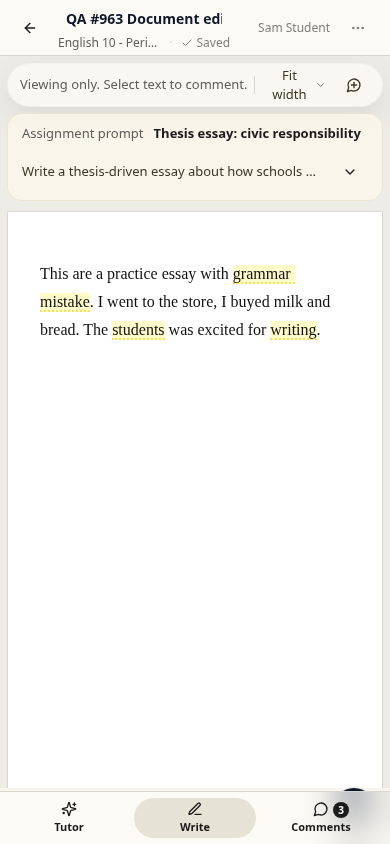 QA #963 Document edi
Sam Student
English 10 - Peri... · Saved
Viewing only. Select text to comment.
Fit
width
Assignment prompt Thesis essay: civic responsibility
Write a thesis-driven essay about how schools ...
This are a practice essay with grammar
mistake. I went to the store, I buyed milk and
bread. The students was excited for writing.
Tutor
Write
Comments 3